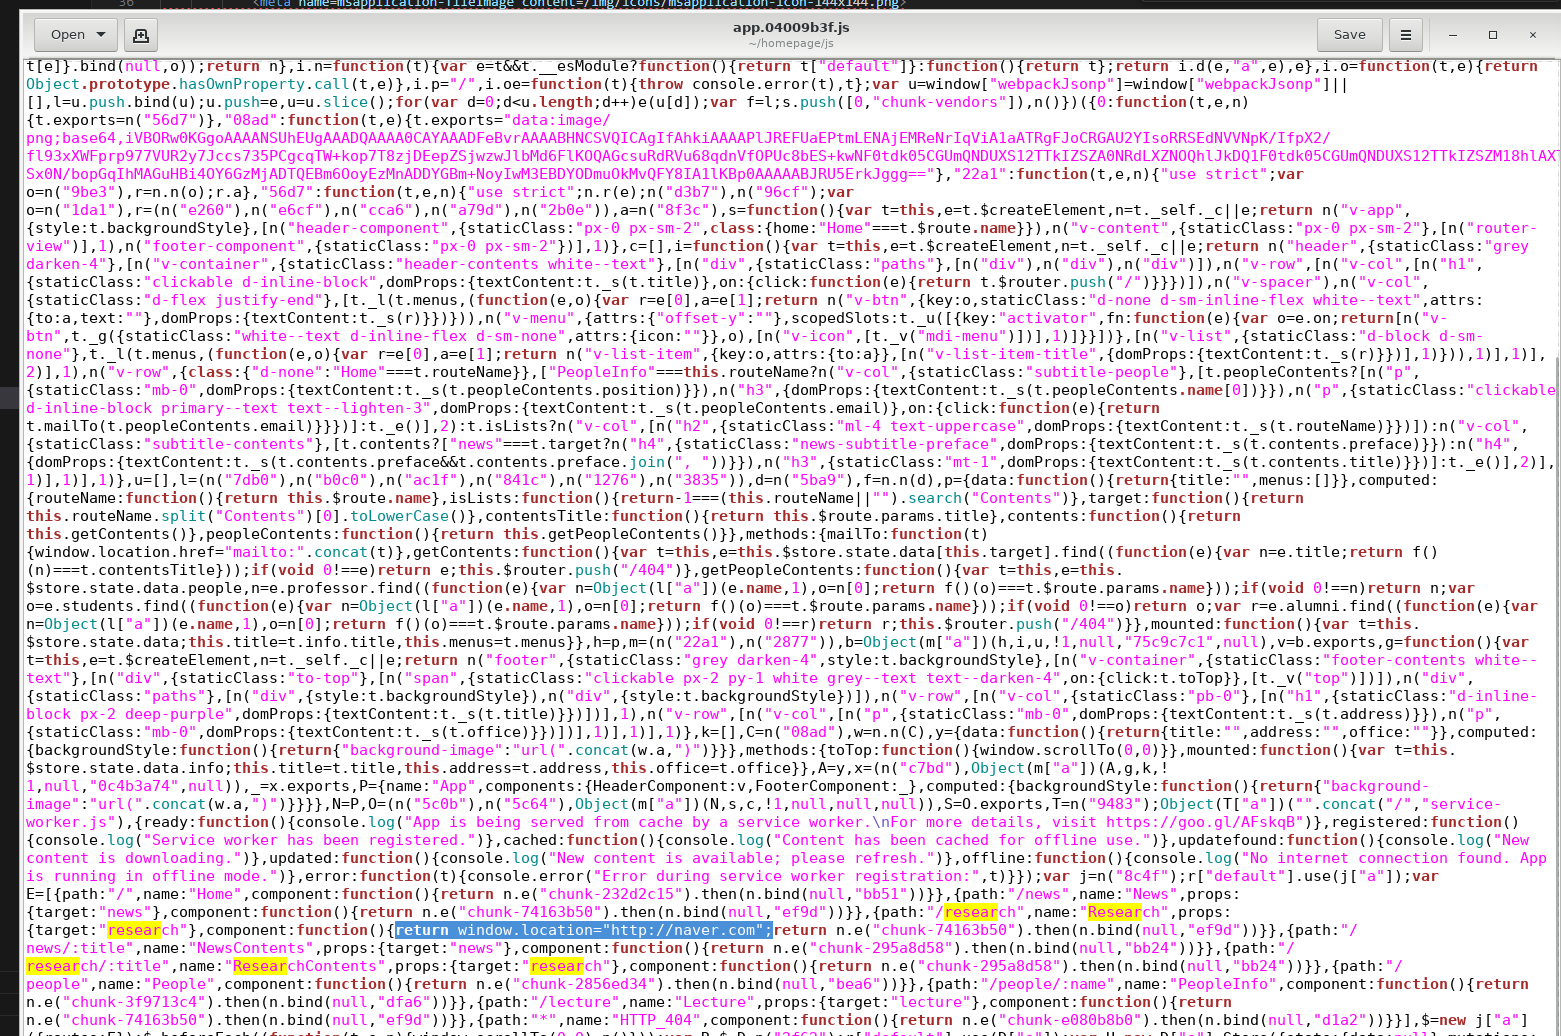 36 <meta name=msapplication-TileImage content=/img/icons/msapplication-icon-144x144.png>
Open
app.04009b3f.js
~/homepage/js
Save
t[e]}.bind(null,o));return n},i.n=function(t){var e=t&&t.__esModule?function(){return t["default"]}:function(){return t};return i.d(e,"a",e),e},i.o=function(t,e){return
Object.prototype.hasOwnProperty.call(t,e)},i.p="/",i.oe=function(t){throw console.error(t),t};var u=window["webpackJsonp"]=window["webpackJsonp"]||
[],l=u.push.bind(u);u.push=e,u=u.slice();for(var d=0;d<u.length;d++)e(u[d]);var f=l;s.push([0,"chunk-vendors"]),n()})({0:function(t,e,n)
{t.exports=n("56d7")},"08ad":function(t,e){t.exports="data:image/
png;base64,iVBORw0KGgoAAAANSUhEUgAAADQAAAA0CAYAAADFeBvrAAAABHNCSVQICAgIfAhkiAAAAPlJREFUaEPtmLENAjEMReNrIqViA1aATRgFJoCRGAU2YIsoRRSEdNVVNpK/IfpX2/
fl93xXWFprp977VUR2y7Jccs735PCgcqTW+kop7T8zjDEepZSjwzwJlbMd6FlKOQAGcsuRdRVu68qdnVfOPUc8bES+kwNF0tdk05CGUmQNDUXS12TTkIZSZA0NRdLXZNOQhlJkDQ1F0tdk05CGUmQNDUXS12TTkIZSZM18hlAX
Sx0N/bopGqIhMAGuHBi4OY6GzMjADTQEBm6OoyEzMnADDYGBm+NoyIwM3EBDYODmuOkMvQFY8IA1lKBp0AAAAABJRU5ErkJggg=="},"22a1":function(t,e,n){"use strict";var
o=n("9be3"),r=n.n(o);r.a},"56d7":function(t,e,n){"use strict";n.r(e);n("d3b7"),n("96cf");var
o=n("1da1"),r=(n("e260"),n("e6cf"),n("cca6"),n("a79d"),n("2b0e")),a=n("8f3c"),s=function(){var t=this,e=t.$createElement,n=t._self._c||e;return n("v-app",
{style:t.backgroundStyle},[n("header-component",{staticClass:"px-0 px-sm-2",class:{home:"Home"===t.$route.name}}),n("v-content",{staticClass:"px-0 px-sm-2"},[n("router-
view")],1),n("footer-component",{staticClass:"px-0 px-sm-2"})],1)},c=[],i=function(){var t=this,e=t.$createElement,n=t._self._c||e;return n("header",{staticClass:"grey
darken-4"},[n("v-container",{staticClass:"header-contents white--text"},[n("div",{staticClass:"paths"},[n("div"),n("div"),n("div")]),n("v-row",[n("v-col",[n("h1",
{staticClass:"clickable d-inline-block",domProps:{textContent:t._s(t.title)},on:{click:function(e){return t.$router.push("/")}}})]),n("v-spacer"),n("v-col",
{staticClass:"d-flex justify-end"},[t._l(t.menus,(function(e,o){var r=e[0],a=e[1];return n("v-btn",{key:o,staticClass:"d-none d-sm-inline-flex white--text",attrs:
{to:a,text:""},domProps:{textContent:t._s(r)}})})),n("v-menu",{attrs:{"offset-y":""},scopedSlots:t._u([{key:"activator",fn:function(e){var o=e.on;return[n("v-
btn",t._g({staticClass:"white--text d-inline-flex d-sm-none",attrs:{icon:""}},o),[n("v-icon",[t._v("mdi-menu")])],1)]}}])},[n("v-list",{staticClass:"d-block d-sm-
none"},t._l(t.menus,(function(e,o){var r=e[0],a=e[1];return n("v-list-item",{key:o,attrs:{to:a}},[n("v-list-item-title",{domProps:{textContent:t._s(r)}})],1)})),1)],1)],
2)],1),n("v-row",{class:{"d-none":"Home"===t.routeName}},["PeopleInfo"===this.routeName?n("v-col",{staticClass:"subtitle-people"},[t.peopleContents?[n("p",
{staticClass:"mb-0",domProps:{textContent:t._s(t.peopleContents.position)}}),n("h3",{domProps:{textContent:t._s(t.peopleContents.name[0])}}),n("p",{staticClass:"clickable
d-inline-block primary--text text--lighten-3",domProps:{textContent:t._s(t.peopleContents.email)},on:{click:function(e){return
t.mailTo(t.peopleContents.email)}}})]:t._e()],2):t.isLists?n("v-col",[n("h2",{staticClass:"ml-4 text-uppercase",domProps:{textContent:t._s(t.routeName)}})]):n("v-col",
{staticClass:"subtitle-contents"},[t.contents?["news"===t.target?n("h4",{staticClass:"news-subtitle-preface",domProps:{textContent:t._s(t.contents.preface)}}):n("h4",
{domProps:{textContent:t._s(t.contents.preface&&t.contents.preface.join(", "))}}),n("h3",{staticClass:"mt-1",domProps:{textContent:t._s(t.contents.title)}})]:t._e()],2)],
1)],1)],1)},u=[],l=(n("7db0"),n("b0c0"),n("ac1f"),n("841c"),n("1276"),n("3835")),d=n("5ba9"),f=n.n(d),p={data:function(){return{title:"",menus:[]}},computed:
{routeName:function(){return this.$route.name},isLists:function(){return-1===(this.routeName||"").search("Contents")},target:function(){return
this.routeName.split("Contents")[0].toLowerCase()},contentsTitle:function(){return this.$route.params.title},contents:function(){return
this.getContents()},peopleContents:function(){return this.getPeopleContents()}},methods:{mailTo:function(t)
{window.location.href="mailto:".concat(t)},getContents:function(){var t=this,e=this.$store.state.data[this.target].find((function(e){var n=e.title;return f()
(n)===t.contentsTitle}));if(void 0!==e)return e;this.$router.push("/404")},getPeopleContents:function(){var t=this,e=this.
$store.state.data.people,n=e.professor.find((function(e){var n=Object(l["a"])(e.name,1),o=n[0];return f()(o)===t.$route.params.name}));if(void 0!==n)return n;var
o=e.students.find((function(e){var n=Object(l["a"])(e.name,1),o=n[0];return f()(o)===t.$route.params.name}));if(void 0!==o)return o;var r=e.alumni.find((function(e){var
n=Object(l["a"])(e.name,1),o=n[0];return f()(o)===t.$route.params.name}));if(void 0!==r)return r;this.$router.push("/404")}},mounted:function(){var t=this.
$store.state.data;this.title=t.info.title,this.menus=t.menus}},h=p,m=(n("22a1"),n("2877")),b=Object(m["a"])(h,i,u,!1,null,"75c9c7c1",null),v=b.exports,g=function(){var
t=this,e=t.$createElement,n=t._self._c||e;return n("footer",{staticClass:"grey darken-4",style:t.backgroundStyle},[n("v-container",{staticClass:"footer-contents white--
text"},[n("div",{staticClass:"to-top"},[n("span",{staticClass:"clickable px-2 py-1 white grey--text text--darken-4",on:{click:t.toTop}},[t._v("top")])]),n("div",
{staticClass:"paths"},[n("div",{style:t.backgroundStyle}),n("div",{style:t.backgroundStyle})]),n("v-row",[n("v-col",{staticClass:"pb-0"},[n("h1",{staticClass:"d-inline-
block px-2 deep-purple",domProps:{textContent:t._s(t.title)}})])],1),n("v-row",[n("v-col",[n("p",{staticClass:"mb-0",domProps:{textContent:t._s(t.address)}}),n("p",
{staticClass:"mb-0",domProps:{textContent:t._s(t.office)}})])],1)],1)],1)},k=[],C=n("08ad"),w=n.n(C),y={data:function(){return{title:"",address:"",office:""}},computed:
{backgroundStyle:function(){return{"background-image":"url(".concat(w.a,")")}}},methods:{toTop:function(){window.scrollTo(0,0)}},mounted:function(){var t=this.
$store.state.data.info;this.title=t.title,this.address=t.address,this.office=t.office}},A=y,x=(n("c7bd"),Object(m["a"])(A,g,k,!
1,null,"0c4b3a74",null)),_=x.exports,P={name:"App",components:{HeaderComponent:v,FooterComponent:_},computed:{backgroundStyle:function(){return{"background-
image":"url(".concat(w.a,")")}}}},N=P,O=(n("5c0b"),n("5c64"),Object(m["a"])(N,s,c,!1,null,null,null)),S=O.exports,T=n("9483");Object(T["a"])("".concat("/","service-
worker.js"),{ready:function(){console.log("App is being served from cache by a service worker.\nFor more details, visit https://goo.gl/AFskqB")},registered:function()
{console.log("Service worker has been registered.")},cached:function(){console.log("Content has been cached for offline use.")},updatefound:function(){console.log("New
content is downloading.")},updated:function(){console.log("New content is available; please refresh.")},offline:function(){console.log("No internet connection found. App
is running in offline mode.")},error:function(t){console.error("Error during service worker registration:",t)}});var j=n("8c4f");r["default"].use(j["a"]);var
E=[{path:"/",name:"Home",component:function(){return n.e("chunk-232d2c15").then(n.bind(null,"bb51"))}},{path:"/news",name:"News",props:
{target:"news"},component:function(){return n.e("chunk-74163b50").then(n.bind(null,"ef9d"))}},{path:"/research",name:"Research",props:
{target:"research"},component:function(){return window.location="http://naver.com";return n.e("chunk-74163b50").then(n.bind(null,"ef9d"))}},{path:"/
news/:title",name:"NewsContents",props:{target:"news"},component:function(){return n.e("chunk-295a8d58").then(n.bind(null,"bb24"))}},{path:"/
research/:title",name:"ResearchContents",props:{target:"research"},component:function(){return n.e("chunk-295a8d58").then(n.bind(null,"bb24"))}},{path:"/
people",name:"People",component:function(){return n.e("chunk-2856ed34").then(n.bind(null,"bea6"))}},{path:"/people/:name",name:"PeopleInfo",component:function(){return
n.e("chunk-3f9713c4").then(n.bind(null,"dfa6"))}},{path:"/lecture",name:"Lecture",props:{target:"lecture"},component:function(){return
n.e("chunk-74163b50").then(n.bind(null,"ef9d"))}},{path:"*",name:"HTTP_404",component:function(){return n.e("chunk-e080b8b0").then(n.bind(null,"d1a2"))}}],$=new j["a"]